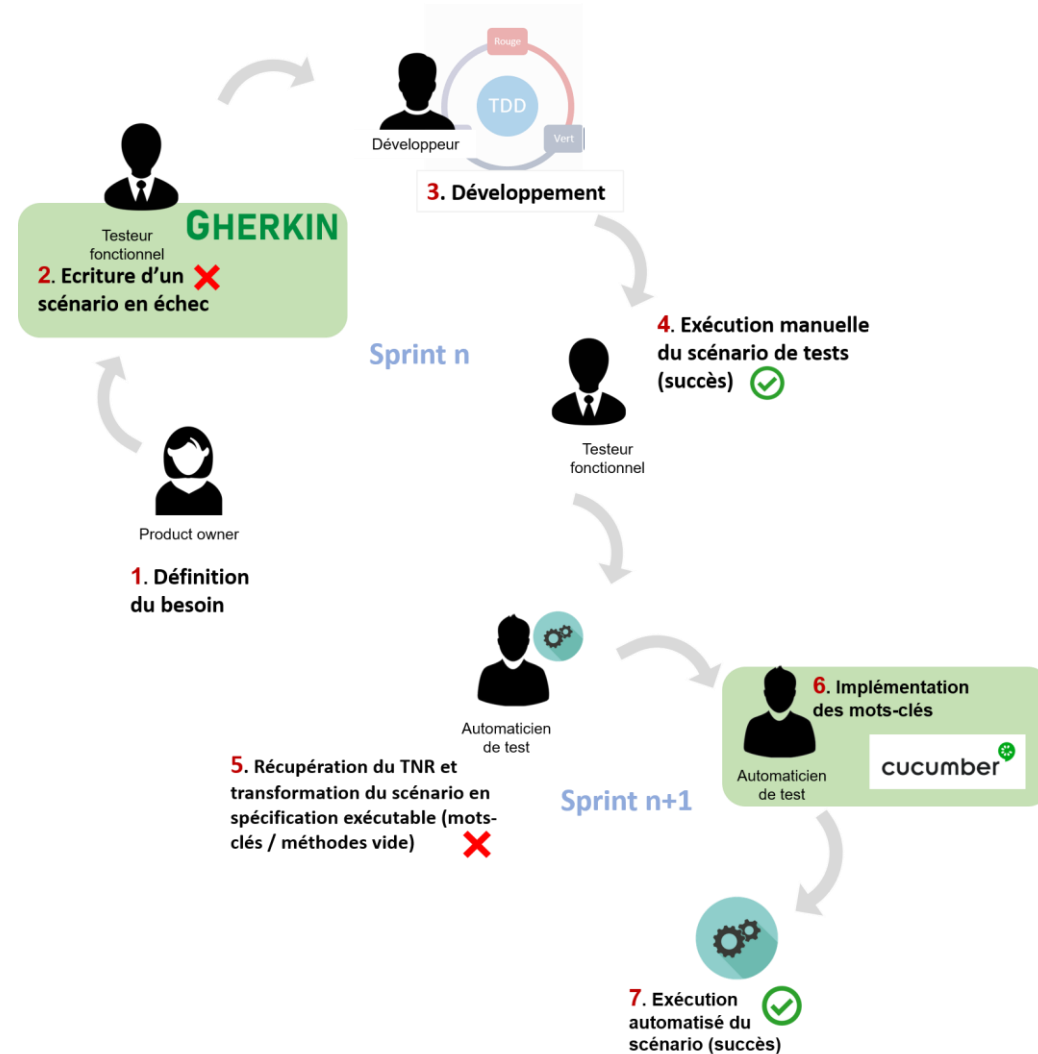 Rouge
TDD
Vert
Développeur
3. Développement
Testeur
fonctionnel
GHERKIN
2. Ecriture d’un
scénario en échec
Sprint n
4. Exécution manuelle
du scénario de tests
(succès)
Testeur
fonctionnel
Product owner
1. Définition
du besoin
Automaticien
de test
5. Récupération du TNR et
transformation du scénario en
spécification exécutable (mots-
clés / méthodes vide)
Sprint n+1
6. Implémentation
des mots-clés
cucumber
Automaticien
de test
7. Exécution
automatisé du
scénario (succès)